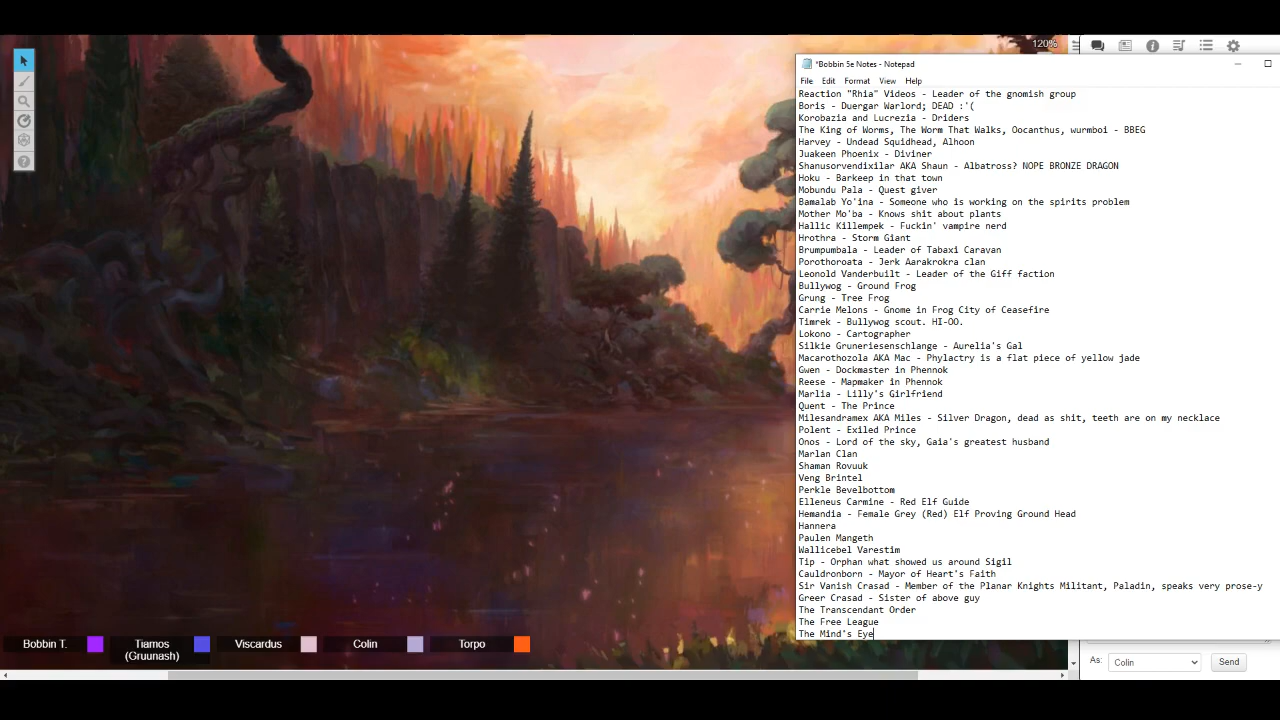 120%
*Bobbin 5e Notes - Notepad
File Edit Format View Help
Reaction "Rhia" Videos - Leader of the gnomish group
Boris - Duergar Warlord; DEAD :'(
Korobazia and Lucrezia - Driders
The King of Worms, The Worm That Walks, Oocanthus, wurmboi - BBEG
Harvey - Undead Squidhead, Alhoon
Juakeen Phoenix - Diviner
Shanusorvendixilar AKA Shaun - Albatross? NOPE BRONZE DRAGON
Hoku - Barkeep in that town
Mobundu Pala - Quest giver
Bamalab Yo'ina - Someone who is working on the spirits problem
Mother Mo'ba - Knows shit about plants
Hallic Killempek - Fuckin' vampire nerd
Hrothra - Storm Giant
Brumpumbala - Leader of Tabaxi Caravan
Porothoroata - Jerk Aarakrokra clan
Leonold Vanderbuilt - Leader of the Giff faction
Bullywog - Ground Frog
Grung - Tree Frog
Carrie Melons - Gnome in Frog City of Ceasefire
Timrek - Bullywog scout. HI-OO.
Lokono - Cartographer
Silkie Gruneriesenschlange - Aurelia's Gal
Macarothozola AKA Mac - Phylactry is a flat piece of yellow jade
Gwen - Dockmaster in Phennok
Reese - Mapmaker in Phennok
Marlia - Lilly's Girlfriend
Quent - The Prince
Milesandramex AKA Miles - Silver Dragon, dead as shit, teeth are on my necklace
Polent - Exiled Prince
Onos - Lord of the sky, Gaia's greatest husband
Marlan Clan
Shaman Rovuuk
Veng Brintel
Perkle Bevelbottom
Elleneus Carmine - Red Elf Guide
Hemandia - Female Grey (Red) Elf Proving Ground Head
Hannera
Paulen Mangeth
Wallicebel Varestim
Tip - Orphan what showed us around Sigil
Cauldronborn - Mayor of Heart's Faith
Sir Vanish Crasad - Member of the Planar Knights Militant, Paladin, speaks very prose-y
Greer Crasad - Sister of above guy
The Transcendant Order
The Free League
The Mind's Eye
Bobbin T.
Tiamos
(Gruunash)
Viscardus
Colin
Torpo
As: Colin Send